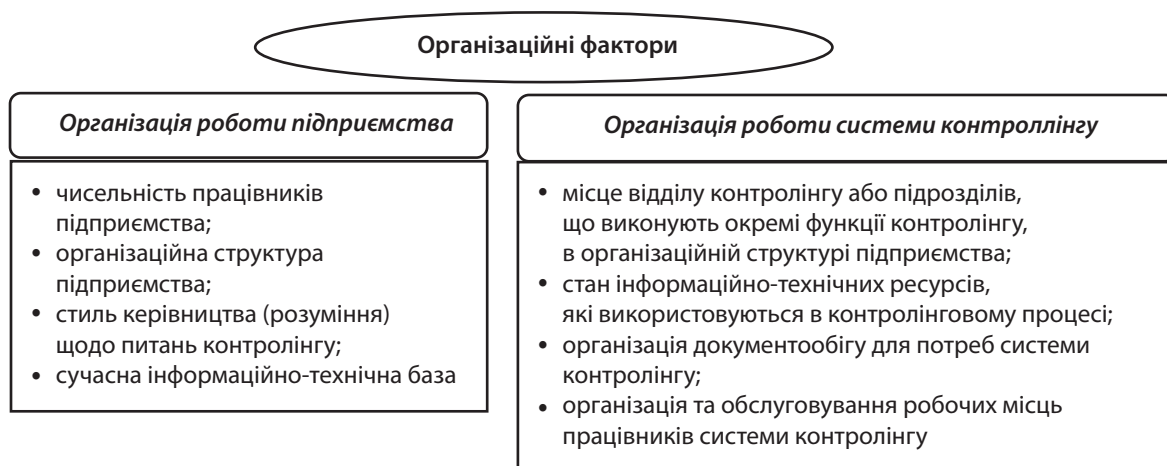 Організаційні фактори
Організація роботи підприємства
• чисельність працівників
підприємства;
• організаційна структура
підприємства;
• стиль керівництва (розуміння)
щодо питань контролінгу;
• сучасна інформаційно-технічна база
Організація роботи системи контроллінгу
• місце відділу контролінгу або підрозділів,
що виконують окремі функції контролінгу,
в організаційній структурі підприємства;
• стан інформаційно-технічних ресурсів,
які використовуються в контролінговому процесі;
• організація документообігу для потреб системи
контролінгу;
• організація та обслуговування робочих місць
працівників системи контролінгу